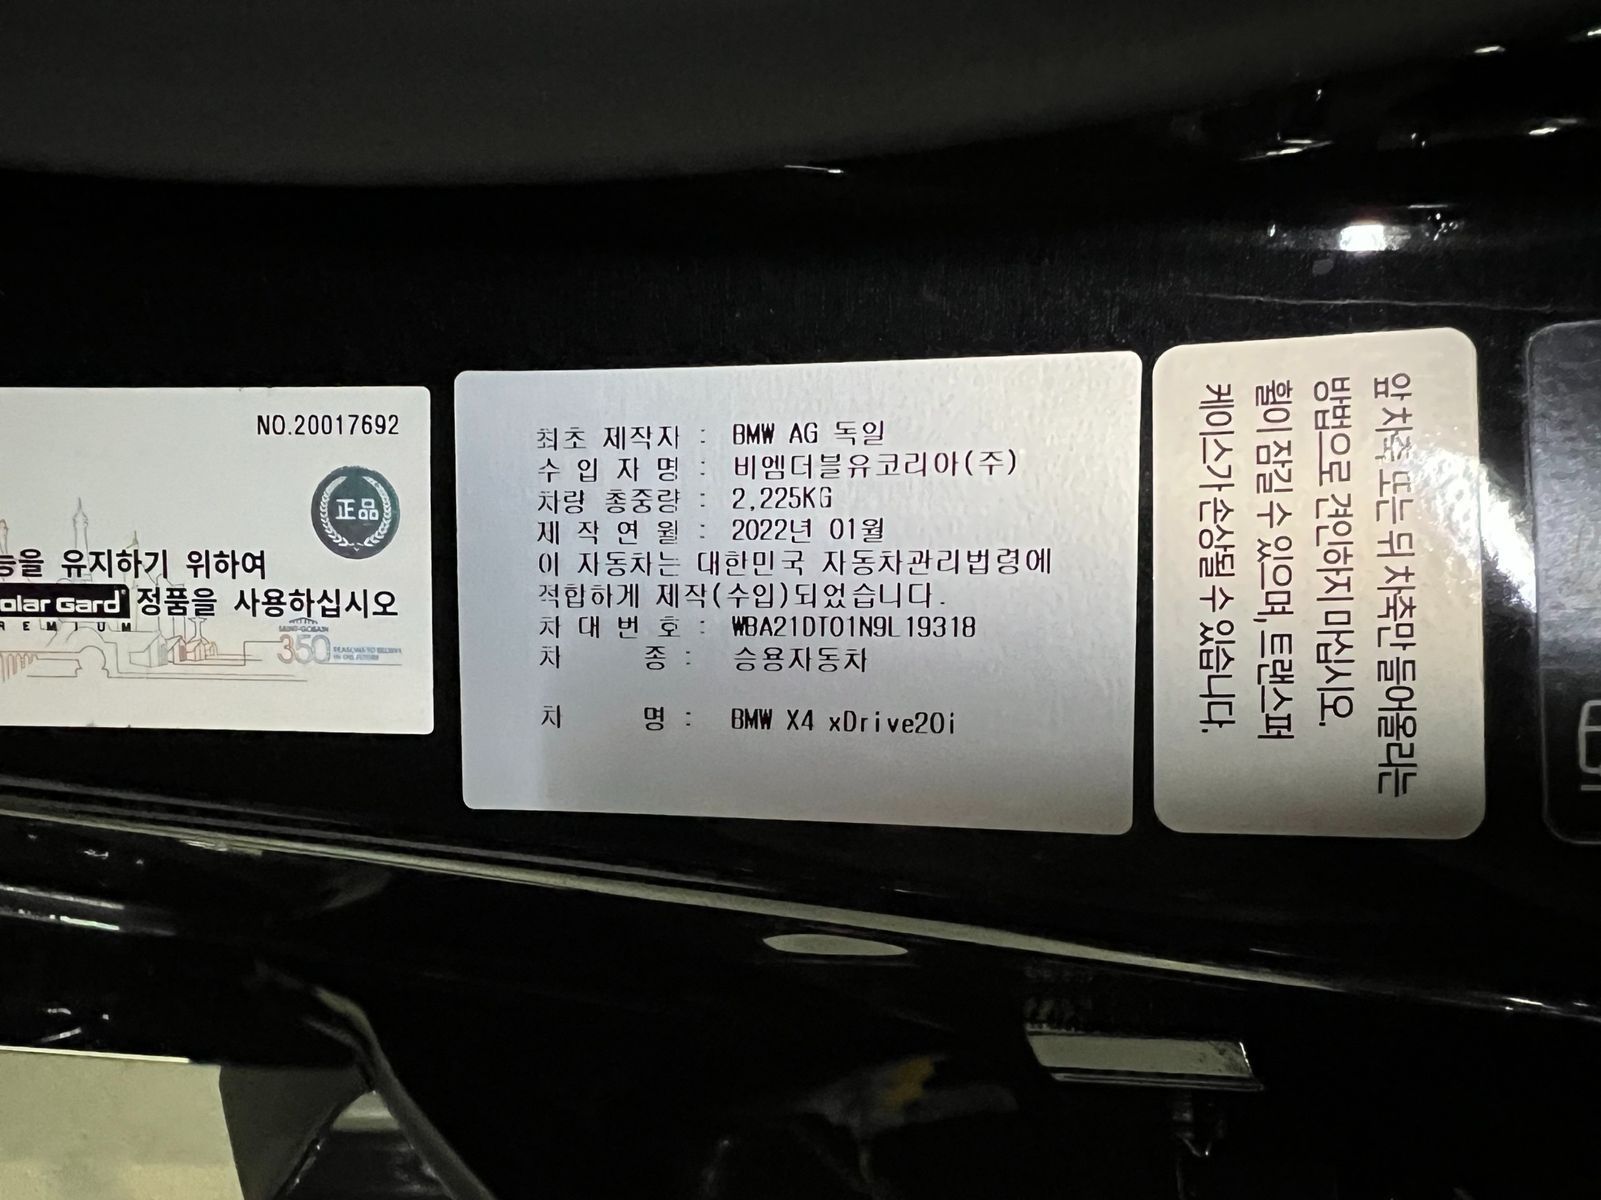 NO.20017692
正品
능을 유지하기 위하여
olar Gard 정품을 사용하십시오
REMIUM
SAINT-GOBAIN
350
최초 제작자 : BMW AG 독일
수 입 자 명 : 비엠더블유코리아(주)
차량 총중량 : 2,225KG
제 작 연 월 : 2022년 01월
이 자동차는 대한민국 자동차관리법령에
적합하게 제작(수입)되었습니다.
차 대 번 호 : WBA21DT01N9L19318
차 종 : 승용자동차
차 명 : BMW X4 xDrive20i
앞 차축 또는 뒤 차축만 들어올리는
방법으로 견인하지 마십시오.
휠이 잠길 수 있으며, 트랜스퍼
케이스가 손상될 수 있습니다.